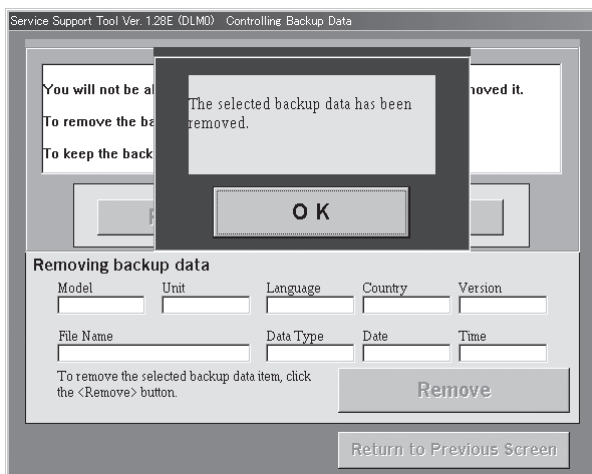 Service Support Tool Ver. 1.28E (DLM0) Controlling Backup Data
You will not be a
noved it.
To remove the ba
To keep the back
The selected backup data has been
removed.
OK
Removing backup data
Model Unit Language Country Version
File Name Data Type Date Time
To remove the selected backup data item, click
the <Remove> button.
Remove
Return to Previous Screen